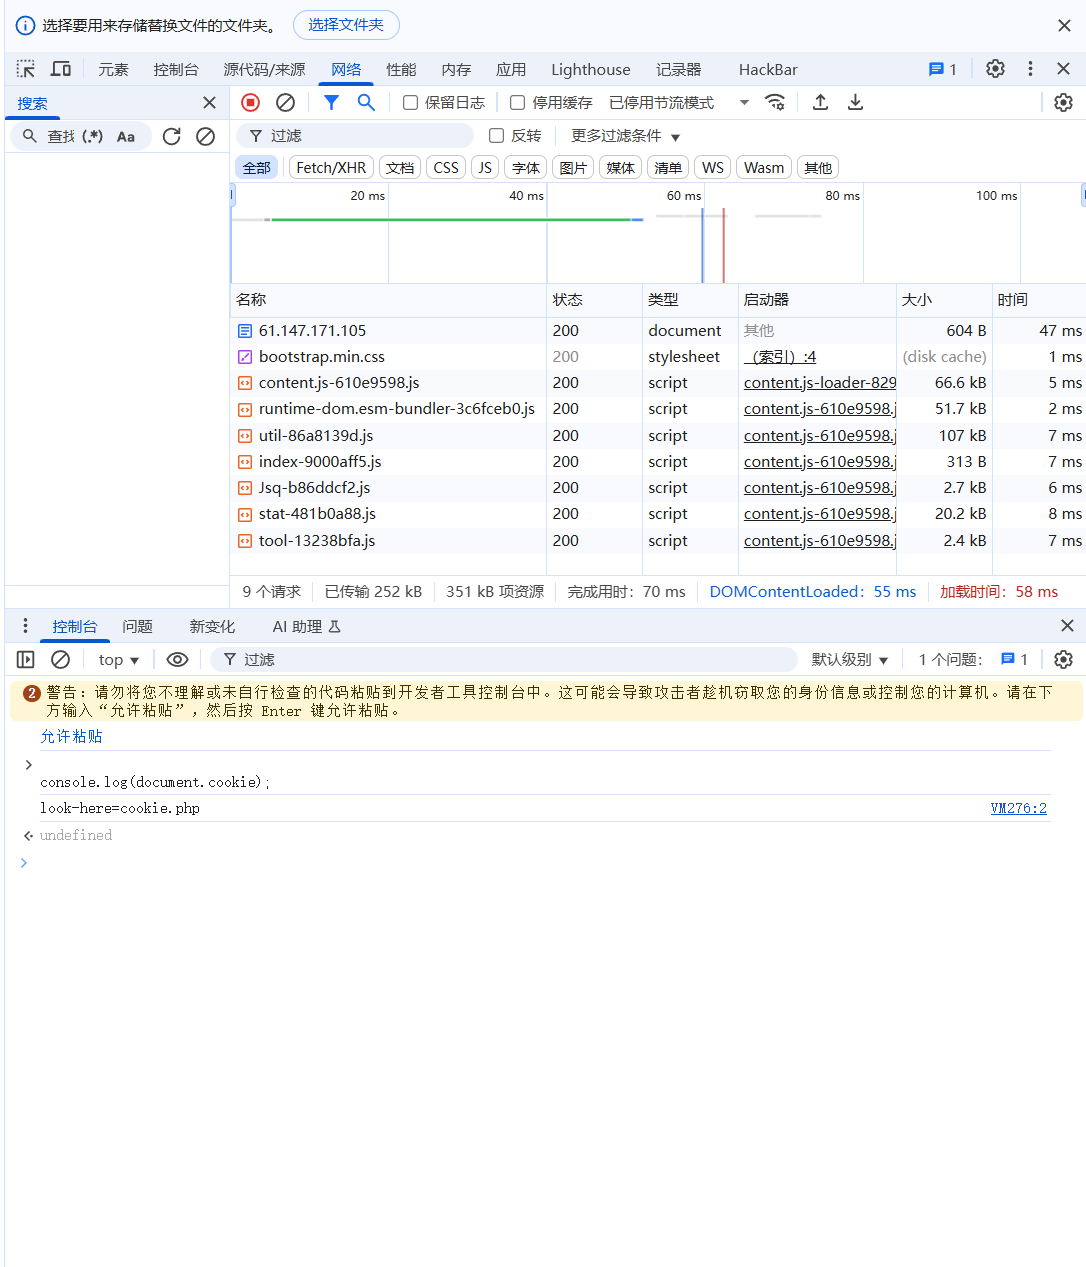 选择要用来存储替换文件的文件夹。 选择文件夹
元素 控制台 源代码/来源 网络 性能 内存 应用 Lighthouse 记录器 HackBar 1
搜索
保留日志 停用缓存 已停用节流模式
查找 (.*) Aa
过滤 反转 更多过滤条件
全部 Fetch/XHR 文档 CSS JS 字体 图片 媒体 清单 WS Wasm 其他
20 ms 40 ms 60 ms 80 ms 100 ms
名称 状态 类型 启动器 大小 时间
61.147.171.105 200 document 其他 604 B 47 ms
bootstrap.min.css 200 stylesheet （索引）:4 (disk cache) 1 ms
content.js-610e9598.js 200 script content.js-loader-829 66.6 kB 5 ms
runtime-dom.esm-bundler-3c6fceb0.js 200 script content.js-610e9598.j 51.7 kB 2 ms
util-86a8139d.js 200 script content.js-610e9598.j 107 kB 7 ms
index-9000aff5.js 200 script content.js-610e9598.j 313 B 7 ms
Jsq-b86ddcf2.js 200 script content.js-610e9598.j 2.7 kB 6 ms
stat-481b0a88.js 200 script content.js-610e9598.j 20.2 kB 8 ms
tool-13238bfa.js 200 script content.js-610e9598.j 2.4 kB 7 ms
9 个请求 已传输 252 kB 351 kB 项资源 完成用时：70 ms DOMContentLoaded：55 ms 加载时间：58 ms
控制台 问题 新变化 AI 助理
top 过滤 默认级别 1 个问题： 1
2 警告：请勿将您不理解或未自行检查的代码粘贴到开发者工具控制台中。这可能会导致攻击者趁机窃取您的身份信息或控制您的计算机。请在下
方输入“允许粘贴”，然后按 Enter 键允许粘贴。
允许粘贴
console.log(document.cookie);
look-here=cookie.php VM276:2
undefined